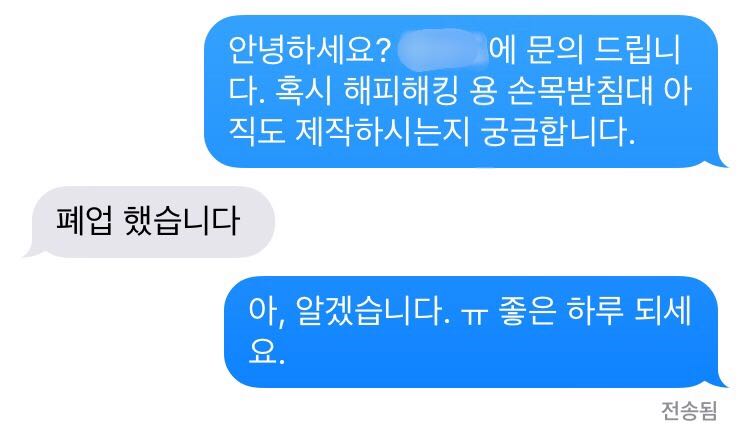 안녕하세요? 에 문의 드립니
다. 혹시 해피해킹 용 손목받침대 아
직도 제작하시는지 궁금합니다.
폐업 했습니다
아, 알겠습니다. ㅠ 좋은 하루 되세
요.
전송됨